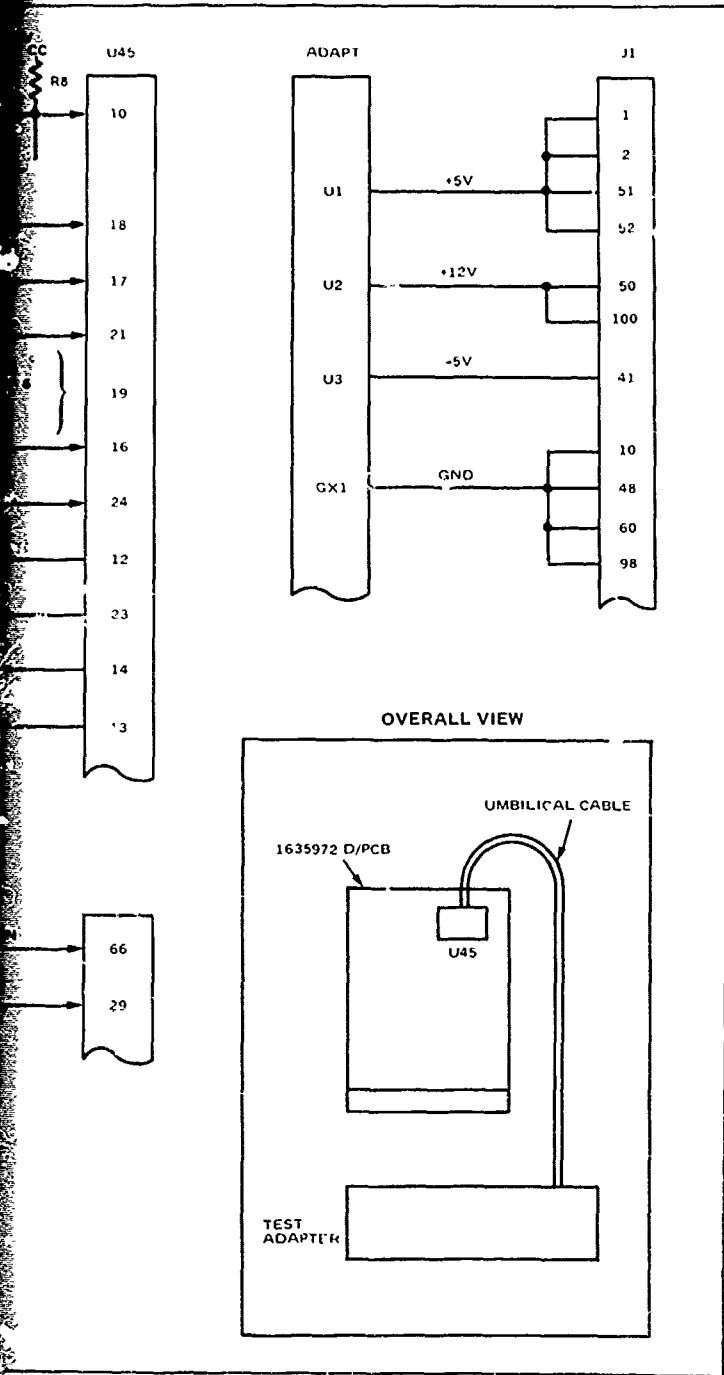 CC
R8
U45
10
18
17
21
19
16
24
12
23
14
13
66
29
ADAPT
U1
U2
U3
GX1
+5V
+12V
-5V
GND
J1
1
2
51
52
50
100
41
10
48
60
98
OVERALL VIEW
UMBILICAL CABLE
1635972 D/PCB
U45
TEST
ADAPTER